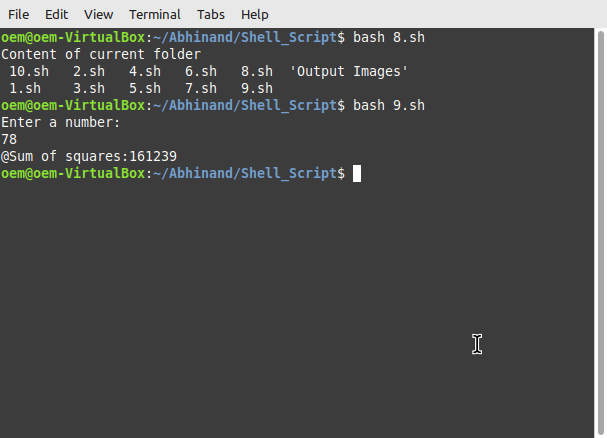 File Edit View Terminal Tabs Help
oem@oem-VirtualBox:~/Abhinand/Shell_Script$ bash 8.sh
Content of current folder
10.sh 2.sh 4.sh 6.sh 8.sh 'Output Images'
1.sh 3.sh 5.sh 7.sh 9.sh
oem@oem-VirtualBox:~/Abhinand/Shell_Script$ bash 9.sh
Enter a number:
78
@Sum of squares:161239
oem@oem-VirtualBox:~/Abhinand/Shell_Script$